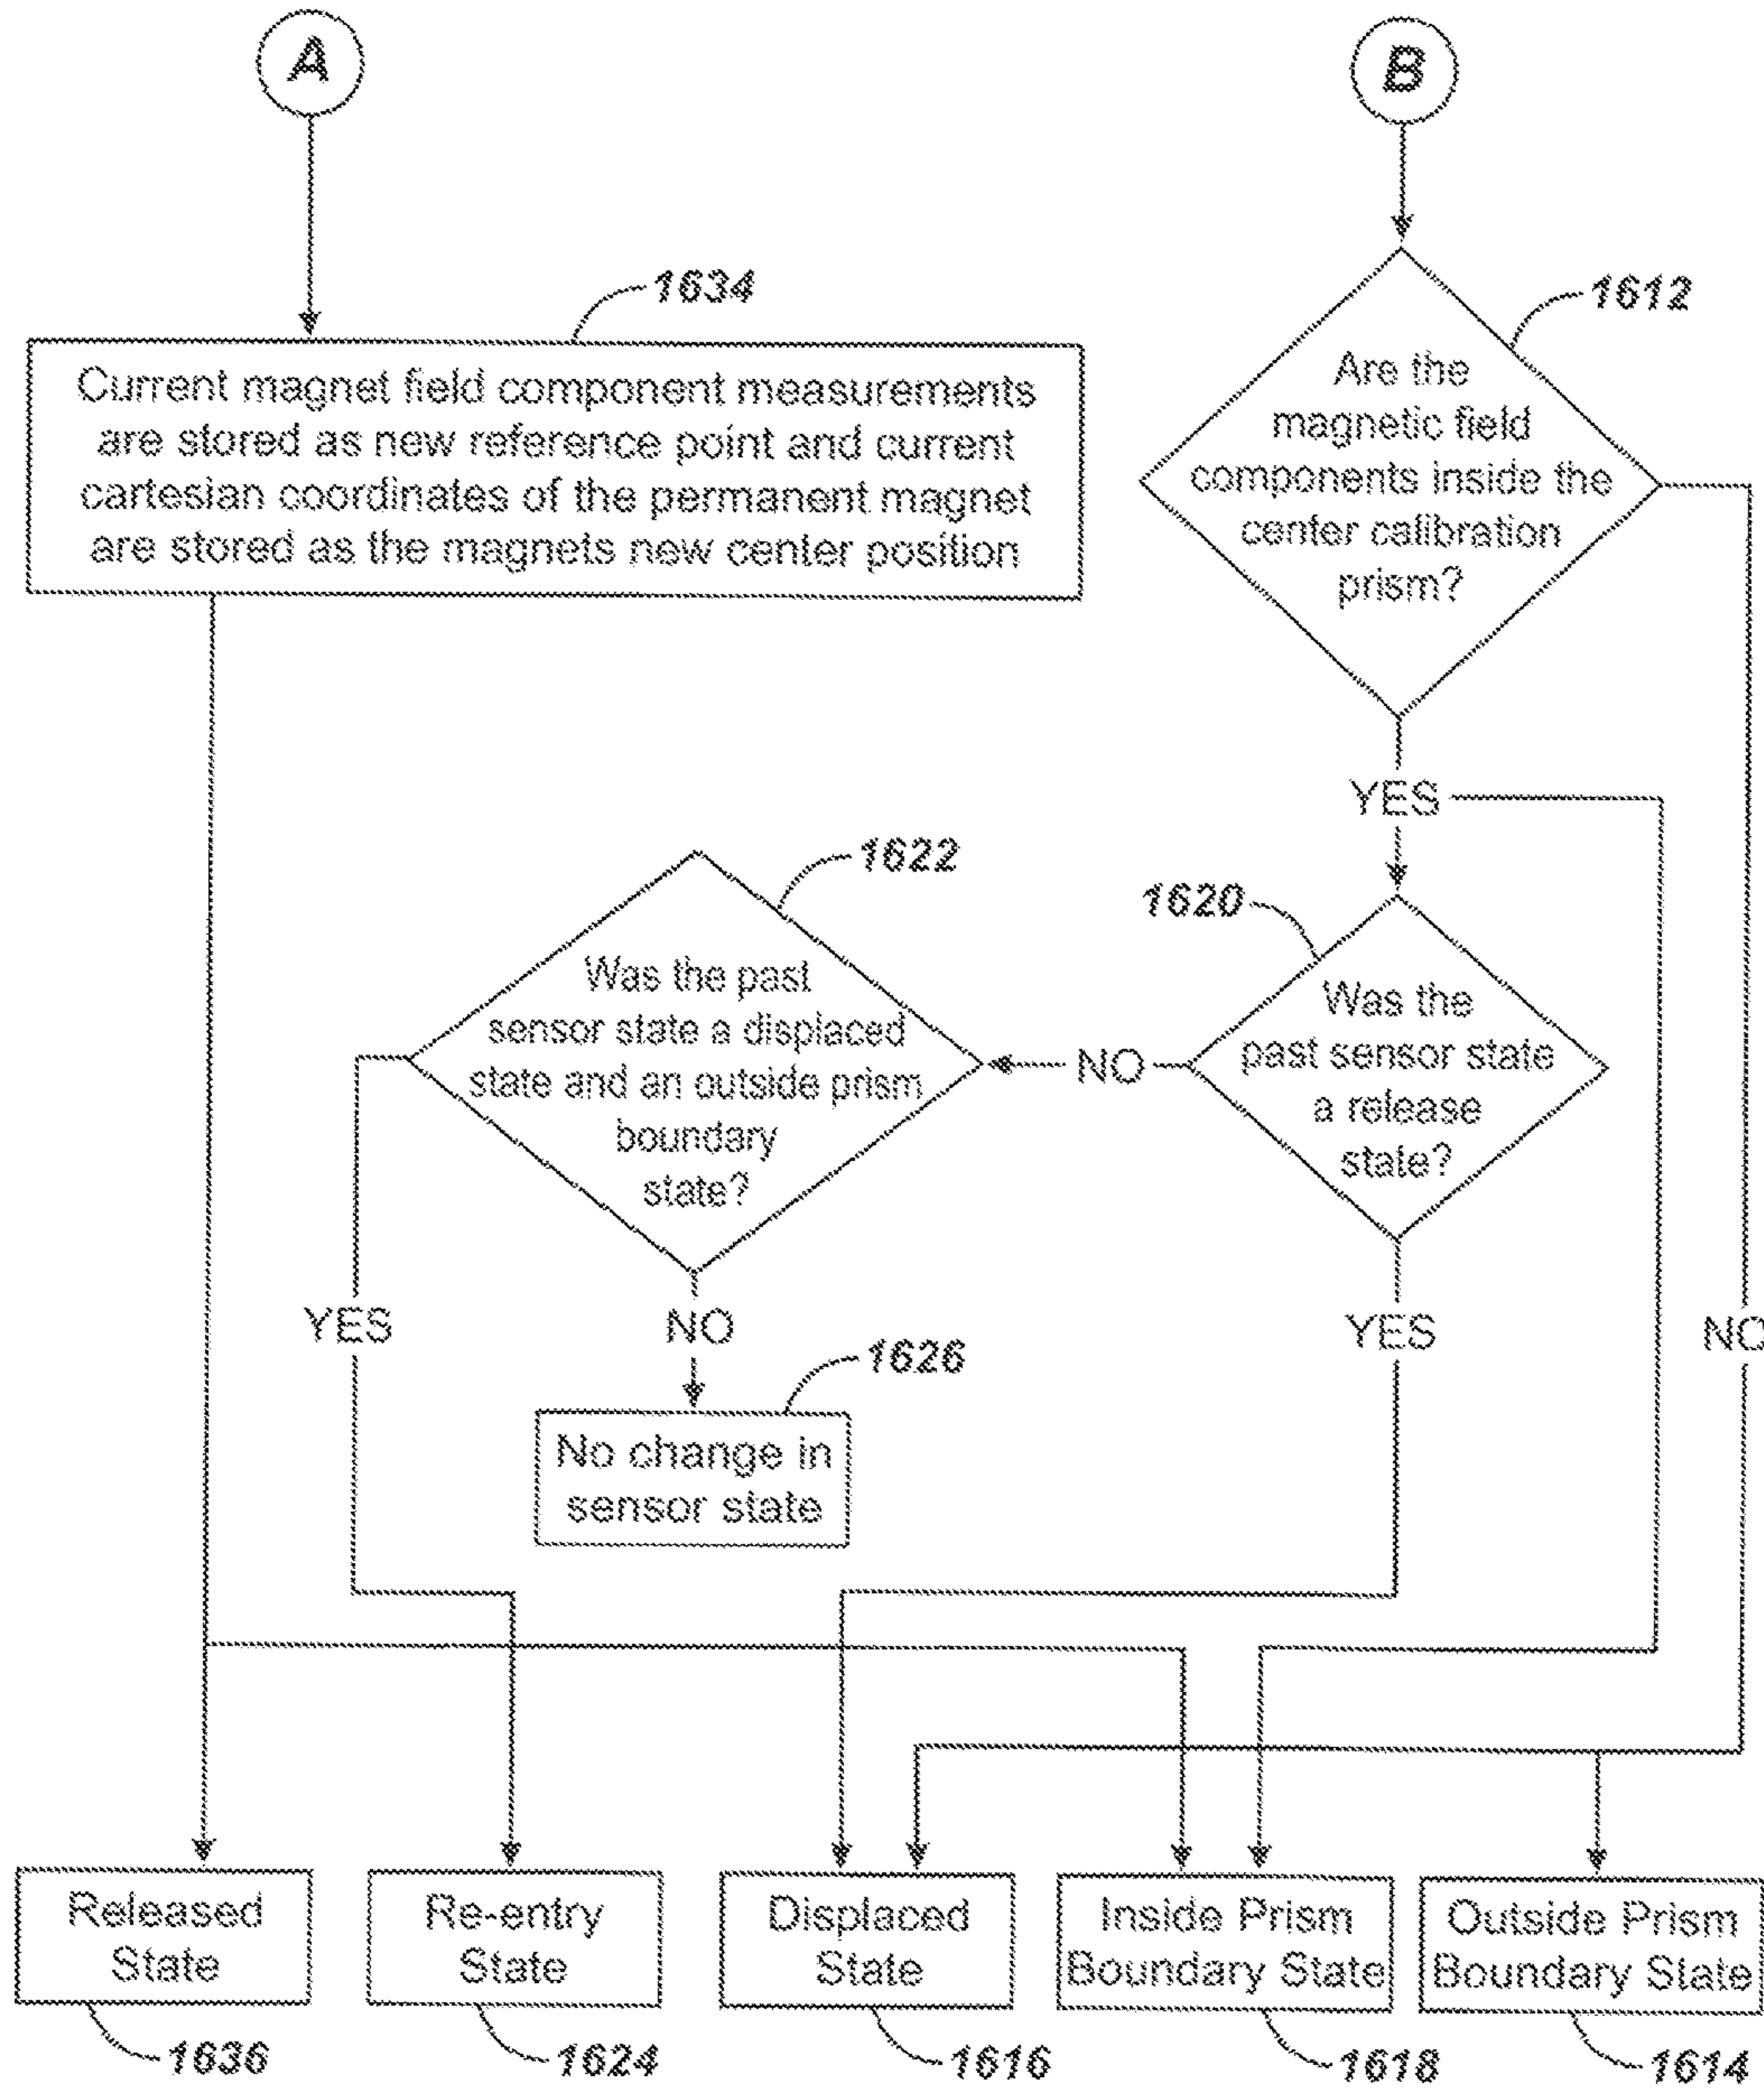 A
B
1634
Current magnet field component measurements
are stored as new reference point and current
cartesian coordinates of the permanent magnet
are stored as the magnets new center position
1612
Are the
magnetic field
components inside the
center calibration
prism?
YES
NO
1620
Was the
past sensor state
a release
state?
NO
YES
1622
Was the past
sensor state a displaced
state and an outside prism
boundary
state?
YES
NO
1626
No change in
sensor state
Released
State
1636
Re-entry
State
1624
Displaced
State
1616
Inside Prism
Boundary State
1618
Outside Prism
Boundary State
1614